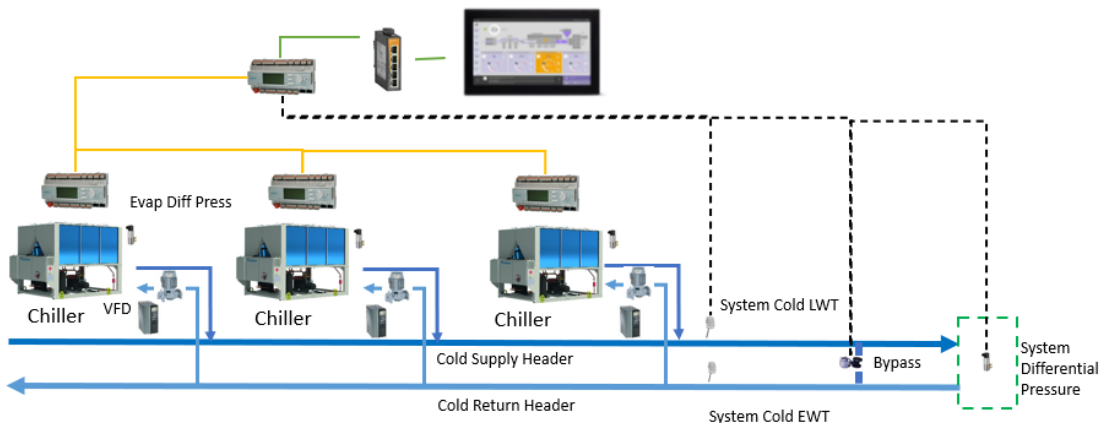 Evap Diff Press
Chiller
VFD
Chiller
Chiller
System Cold LWT
Cold Supply Header
Bypass
System
Differential
Pressure
Cold Return Header
System Cold EWT